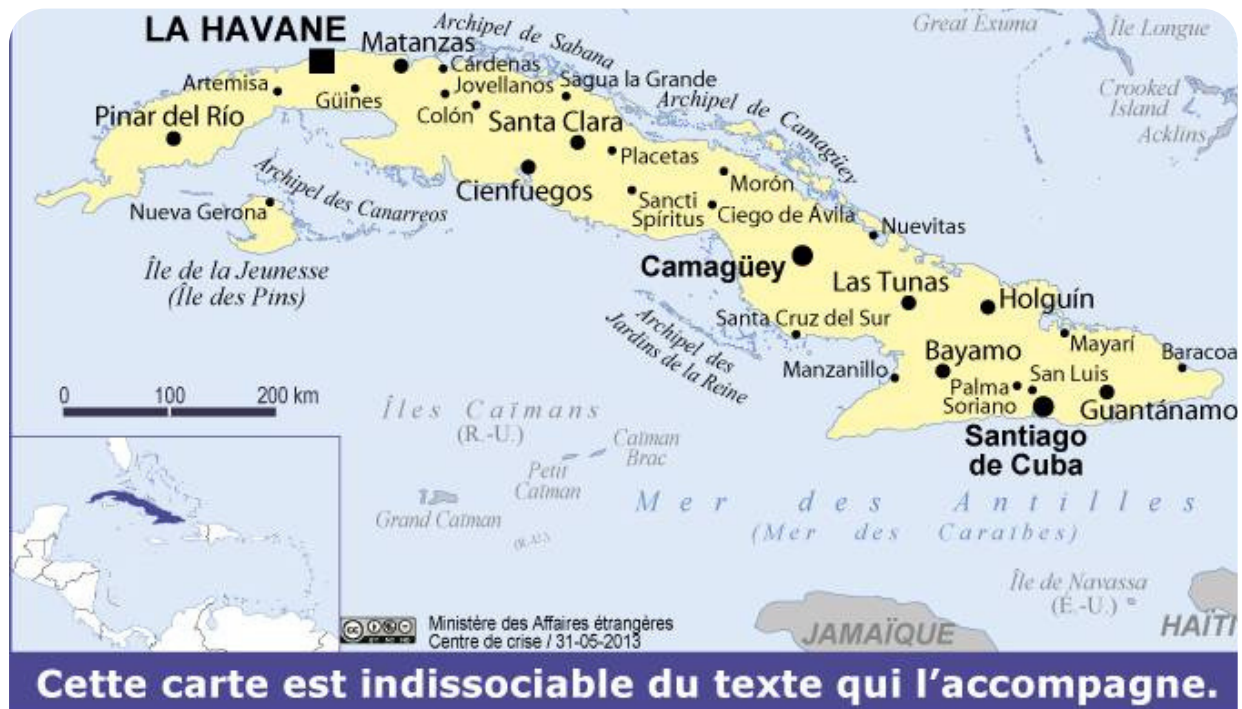 LA HAVANE
Archipel de Sabana
Great Exuma
Île Longue
Matanzas
Cárdenas
Artemisa
Güines
Jovellanos
Sagua la Grande
Colón
Archipel de Camagüey
Crooked
Island
Acklins
Pinar del Río
Santa Clara
Placetas
Archipel des Canarreos
Cienfuegos
Morón
Sancti
Spíritus
Ciego de Ávila
Nueva Gerona
Nuevitas
Île de la Jeunesse
(Île des Pins)
Camagüey
Las Tunas
Holguín
Archipel des
Jardins de la Reine
Santa Cruz del Sur
Mayarí
Baracoa
Manzanillo
Bayamo
San Luis
Palma
Soriano
Guantánamo
Santiago
de Cuba
0 100 200 km
Îles Caïmans
(R.-U.)
Caïman
Brac
Petit
Caïman
Grand Caïman
(R.-U.)
Mer des Antilles
(Mer des Caraïbes)
Île de Navassa
(É.-U.)
JAMAÏQUE
HAÏTI
cc BY NC ND
Ministère des Affaires étrangères
Centre de crise / 31-05-2013
Cette carte est indissociable du texte qui l’accompagne.